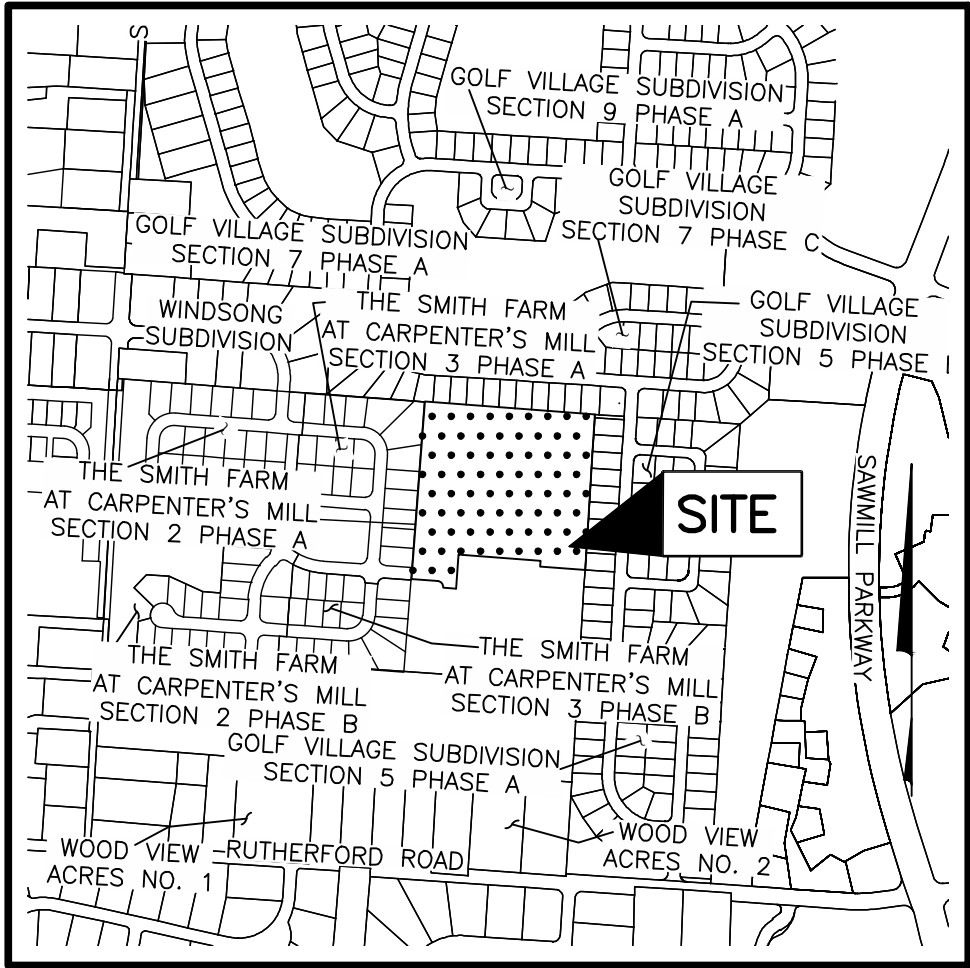 S
GOLF VILLAGE SUBDIVISION
SECTION 9 PHASE A
GOLF VILLAGE
SUBDIVISION
SECTION 7 PHASE C
GOLF VILLAGE SUBDIVISION
SECTION 7 PHASE A
WINDSONG
SUBDIVISION
THE SMITH FARM
AT CARPENTER'S MILL
SECTION 3 PHASE A
GOLF VILLAGE
SUBDIVISION
SECTION 5 PHASE
THE SMITH FARM
AT CARPENTER'S MILL
SECTION 2 PHASE A
SITE
SAWMILL PARKWAY
THE SMITH FARM
AT CARPENTER'S MILL
SECTION 2 PHASE B
THE SMITH FARM
AT CARPENTER'S MILL
SECTION 3 PHASE B
GOLF VILLAGE SUBDIVISION
SECTION 5 PHASE A
WOOD VIEW
ACRES NO. 1
RUTHERFORD ROAD
WOOD VIEW
ACRES NO. 2